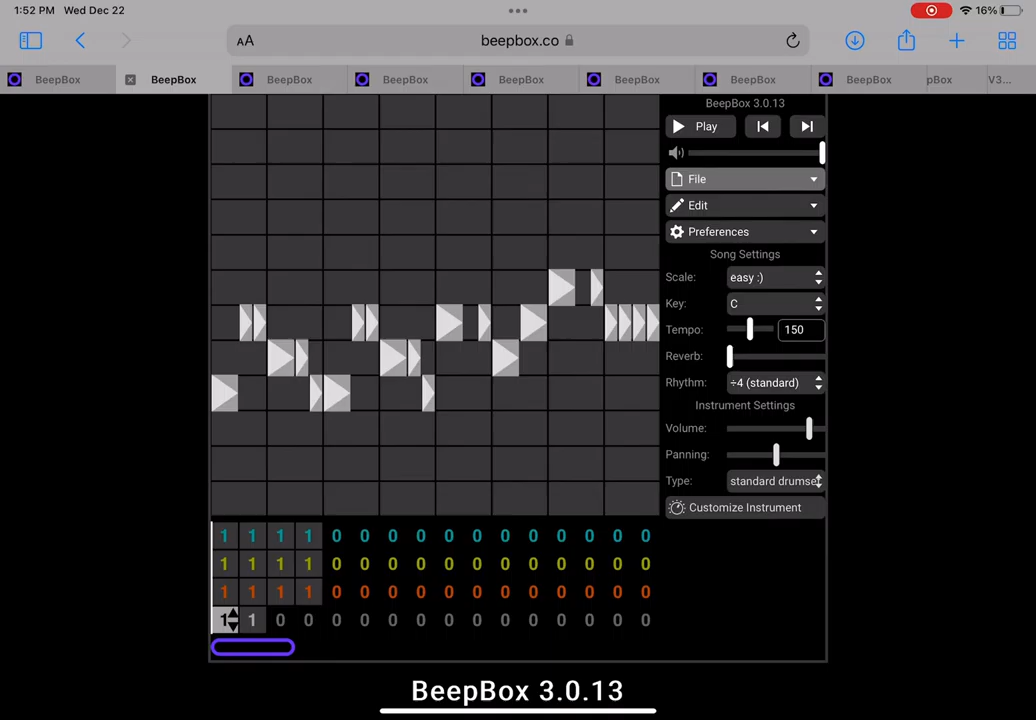 1:52 PM Wed Dec 22
16%
AA
beepbox.co
BeepBox BeepBox BeepBox BeepBox BeepBox BeepBox BeepBox BeepBox pBox V3...
BeepBox 3.0.13
Play
File
Edit
Preferences
Song Settings
Scale: easy :)
Key: C
Tempo: 150
Reverb:
Rhythm: ÷4 (standard)
Instrument Settings
Volume:
Panning:
Type: standard drumse
Customize Instrument
1 1 1 1 0 0 0 0 0 0 0 0 0 0 0 0
1 1 1 1 0 0 0 0 0 0 0 0 0 0 0 0
1 1 1 1 0 0 0 0 0 0 0 0 0 0 0 0
1 1 0 0 0 0 0 0 0 0 0 0 0 0 0 0
BeepBox 3.0.13